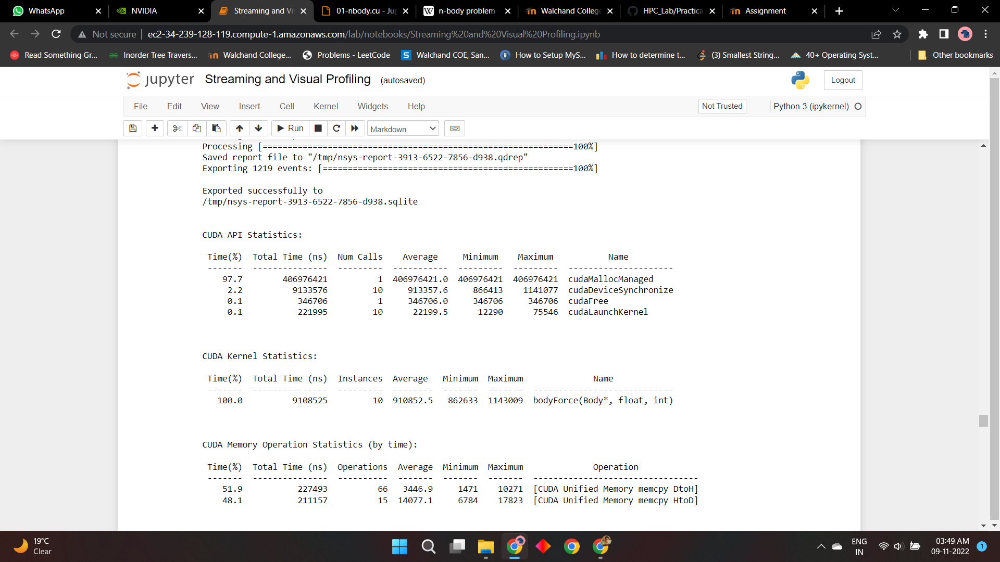 WhatsApp
NVIDIA
Streaming and Vi
01-nbody.cu - Ju
n-body problem
Walchand College
HPC_Lab/Practica
Assignment
Not secure
ec2-34-239-128-119.compute-1.amazonaws.com/lab/notebooks/Streaming%20and%20Visual%20Profiling.ipynb
Read Something Gr...
Inorder Tree Travers...
Walchand College...
Problems - LeetCode
Walchand COE, San...
How to Setup MyS...
How to determine t...
(3) Smallest String...
40+ Operating Syst...
Other bookmarks
jupyter Streaming and Visual Profiling (autosaved)
Logout
File Edit View Insert Cell Kernel Widgets Help
Not Trusted
Python 3 (ipykernel)
Run
Markdown
Processing [==============================================================100%]
Saved report file to "/tmp/nsys-report-3913-6522-7856-d938.qdrep"
Exporting 1219 events: [==================================================100%]
Exported successfully to
/tmp/nsys-report-3913-6522-7856-d938.sqlite
CUDA API Statistics:
Time(%) Total Time (ns) Num Calls Average Minimum Maximum Name
------- --------------- --------- ----------- --------- --------- ---------------------
97.7 406976421 1 406976421.0 406976421 406976421 cudaMallocManaged
2.2 9133576 10 913357.6 866413 1141077 cudaDeviceSynchronize
0.1 346706 1 346706.0 346706 346706 cudaFree
0.1 221995 10 22199.5 12290 75546 cudaLaunchKernel
CUDA Kernel Statistics:
Time(%) Total Time (ns) Instances Average Minimum Maximum Name
------- --------------- --------- -------- ------- ------- ----------------------------
100.0 9108525 10 910852.5 862633 1143009 bodyForce(Body*, float, int)
CUDA Memory Operation Statistics (by time):
Time(%) Total Time (ns) Operations Average Minimum Maximum Operation
------- --------------- ---------- ------- ------- ------- ---------------------------------
51.9 227493 66 3446.9 1471 10271 [CUDA Unified Memory memcpy DtoH]
48.1 211157 15 14077.1 6784 17823 [CUDA Unified Memory memcpy HtoD]
19°C
Clear
ENG
IN
03:49 AM
09-11-2022
1